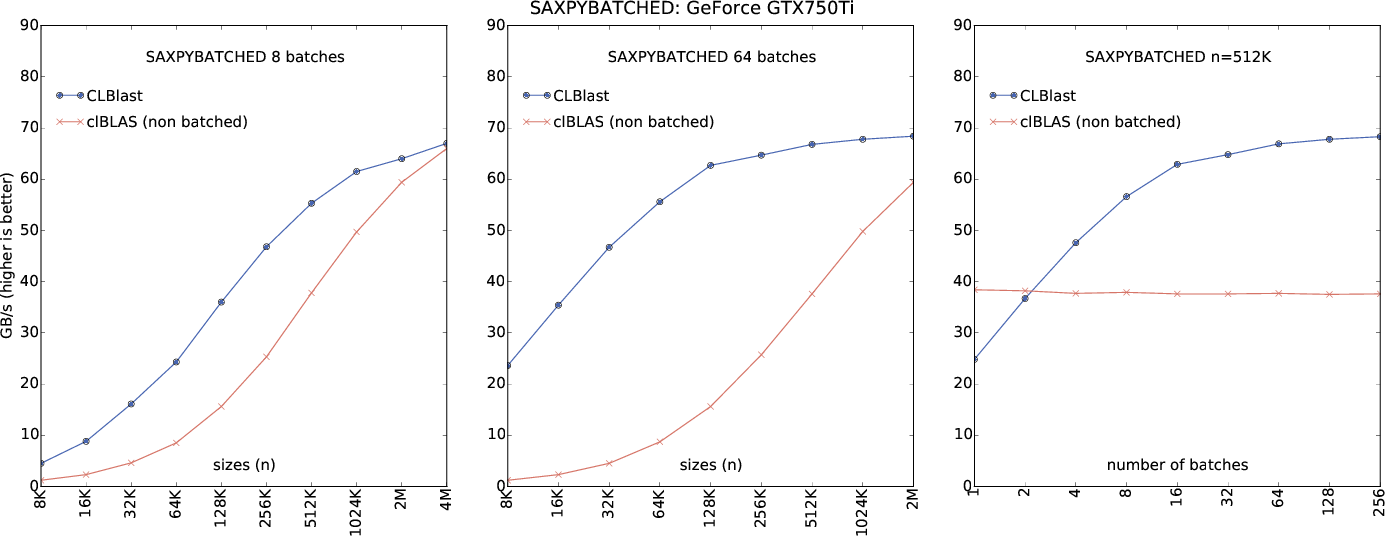 SAXPYBATCHED: GeForce GTX750Ti
GB/s (higher is better)
90
80
70
60
50
40
30
20
10
0
SAXPYBATCHED 8 batches
CLBlast
clBLAS (non batched)
sizes (n)
8K 16K 32K 64K 128K 256K 512K 1024K 2M 4M
90
80
70
60
50
40
30
20
10
0
SAXPYBATCHED 64 batches
CLBlast
clBLAS (non batched)
sizes (n)
8K 16K 32K 64K 128K 256K 512K 1024K 2M
90
80
70
60
50
40
30
20
10
0
SAXPYBATCHED n=512K
CLBlast
clBLAS (non batched)
number of batches
1 2 4 8 16 32 64 128 256